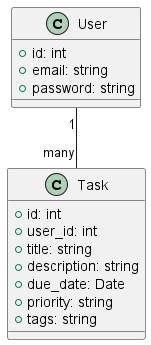 C User
id: int
email: string
password: string
1
many
C Task
id: int
user_id: int
title: string
description: string
due_date: Date
priority: string
tags: string